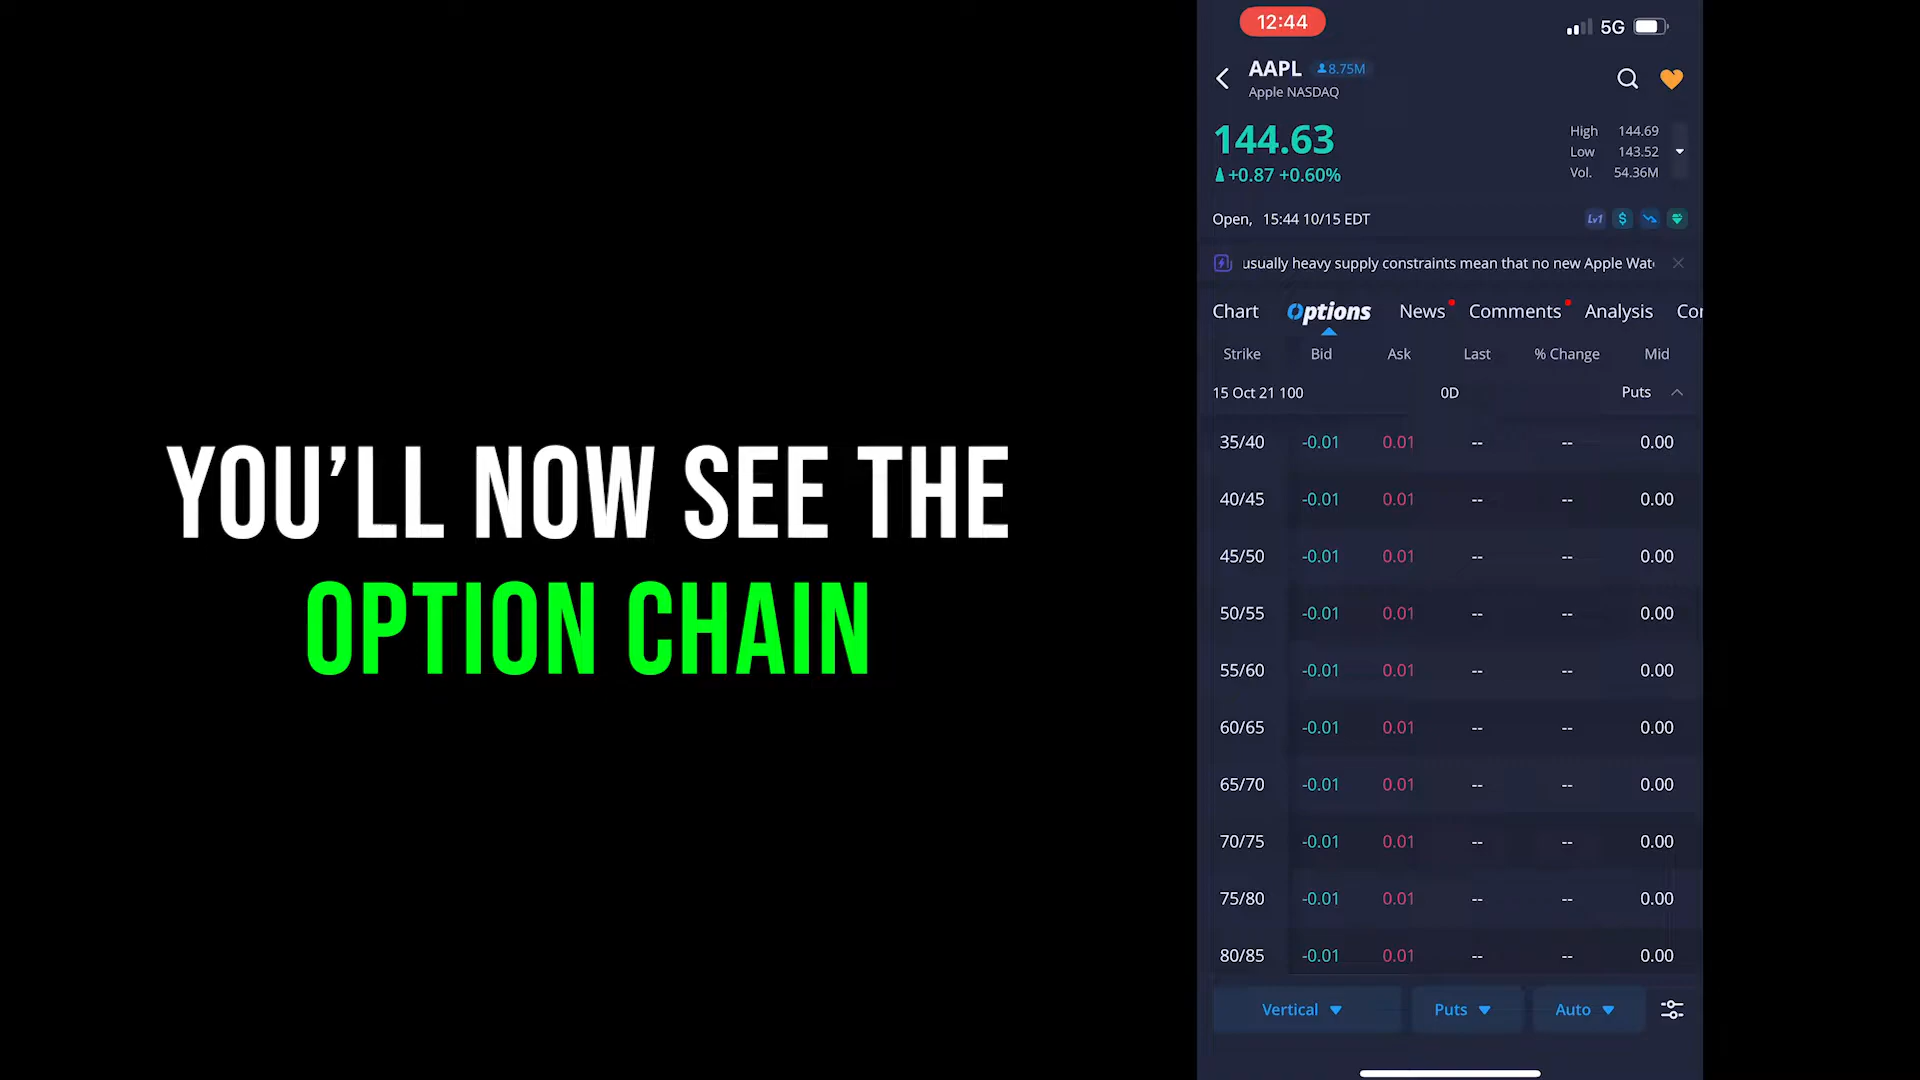 YOU'LL NOW SEE THE
OPTION CHAIN
12:44
5G
AAPL 8.75M
Apple NASDAQ
144.63
+0.87 +0.60%
High 144.69
Low 143.52
Vol. 54.36M
Open, 15:44 10/15 EDT
Lv1 $
usually heavy supply constraints mean that no new Apple Wat
Chart Options News Comments Analysis Cor
Strike Bid Ask Last % Change Mid
15 Oct 21 100 0D Puts
35/40 -0.01 0.01 -- -- 0.00
40/45 -0.01 0.01 -- -- 0.00
45/50 -0.01 0.01 -- -- 0.00
50/55 -0.01 0.01 -- -- 0.00
55/60 -0.01 0.01 -- -- 0.00
60/65 -0.01 0.01 -- -- 0.00
65/70 -0.01 0.01 -- -- 0.00
70/75 -0.01 0.01 -- -- 0.00
75/80 -0.01 0.01 -- -- 0.00
80/85 -0.01 0.01 -- -- 0.00
Vertical Puts Auto